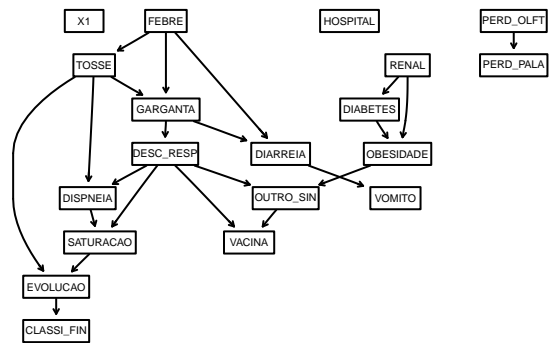 X1
FEBRE
HOSPITAL
PERD_OLFT
TOSSE
RENAL
PERD_PALA
GARGANTA
DIABETES
DESC_RESP
DIARREIA
OBESIDADE
DISPNEIA
OUTRO_SIN
VOMITO
SATURACAO
VACINA
EVOLUCAO
CLASSI_FIN